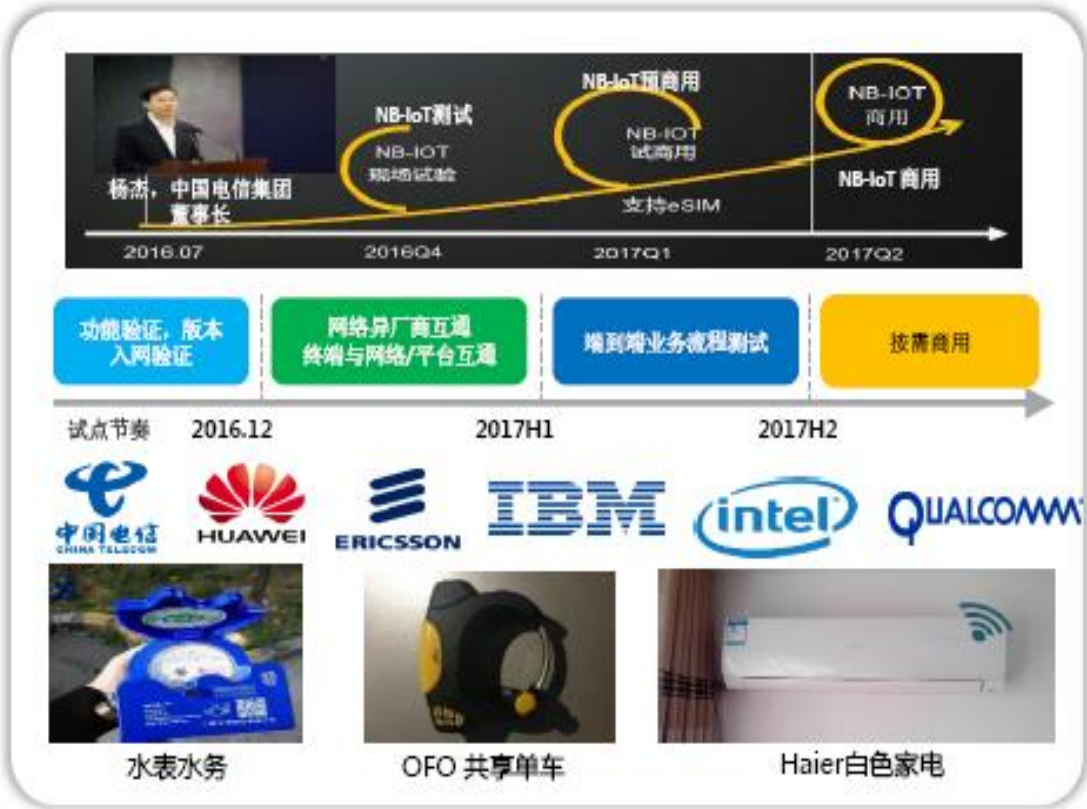 NB-IoT测试
NB-IOT
现场试验
NB-IoT预商用
NB-IOT
试商用
支持eSIM
NB-IOT
商用
NB-IoT 商用
杨杰，中国电信集团
董事长
2016.07
2016Q4
2017Q1
2017Q2
功能验证，版本
入网验证
网络异厂商互通
终端与网络/平台互通
端到端业务流程测试
按需商用
试点节奏
2016.12
2017H1
2017H2
中国电信
CHINA TELECOM
HUAWEI
ERICSSON
IBM
intel
QUALCOMM
水表水务
OFO 共享单车
Haier白色家电